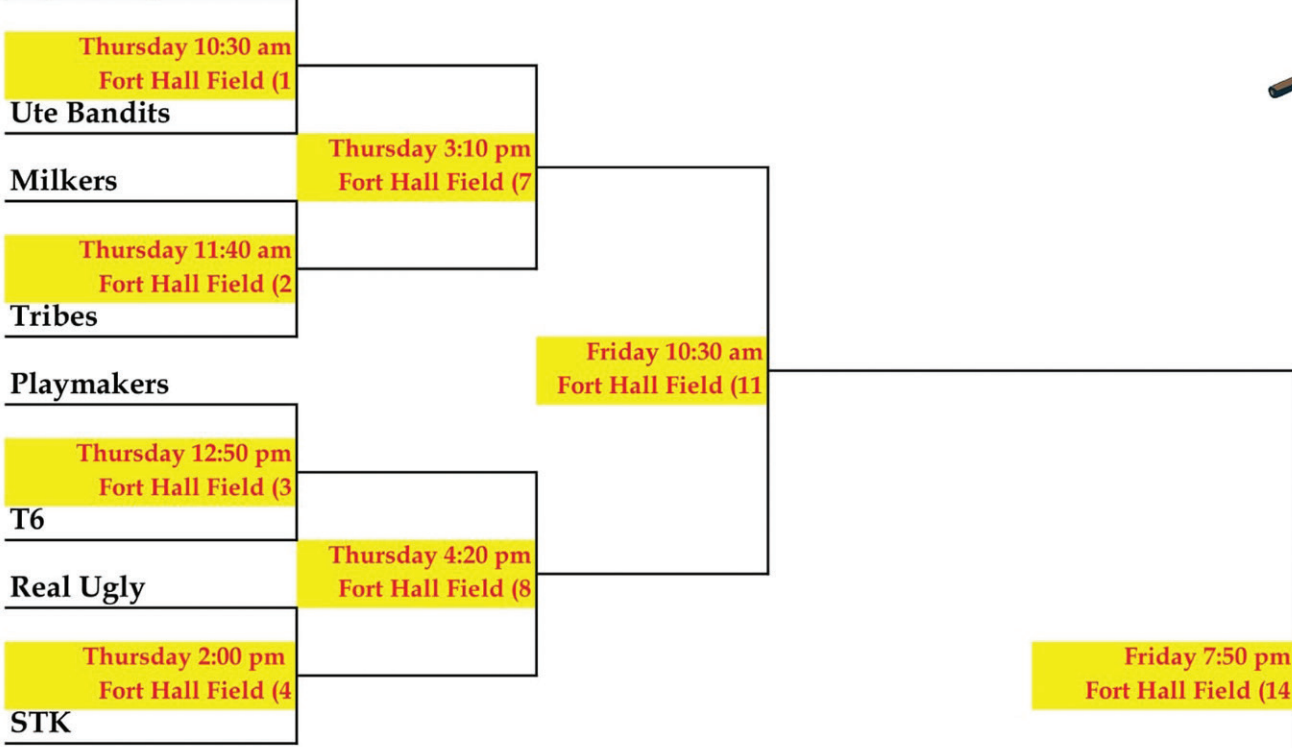 Thursday 10:30 am
Fort Hall Field (1
Ute Bandits
Thursday 3:10 pm
Fort Hall Field (7
Milkers
Thursday 11:40 am
Fort Hall Field (2
Tribes
Friday 10:30 am
Fort Hall Field (11
Playmakers
Thursday 12:50 pm
Fort Hall Field (3
T6
Thursday 4:20 pm
Fort Hall Field (8
Real Ugly
Thursday 2:00 pm
Fort Hall Field (4
STK
Friday 7:50 pm
Fort Hall Field (14